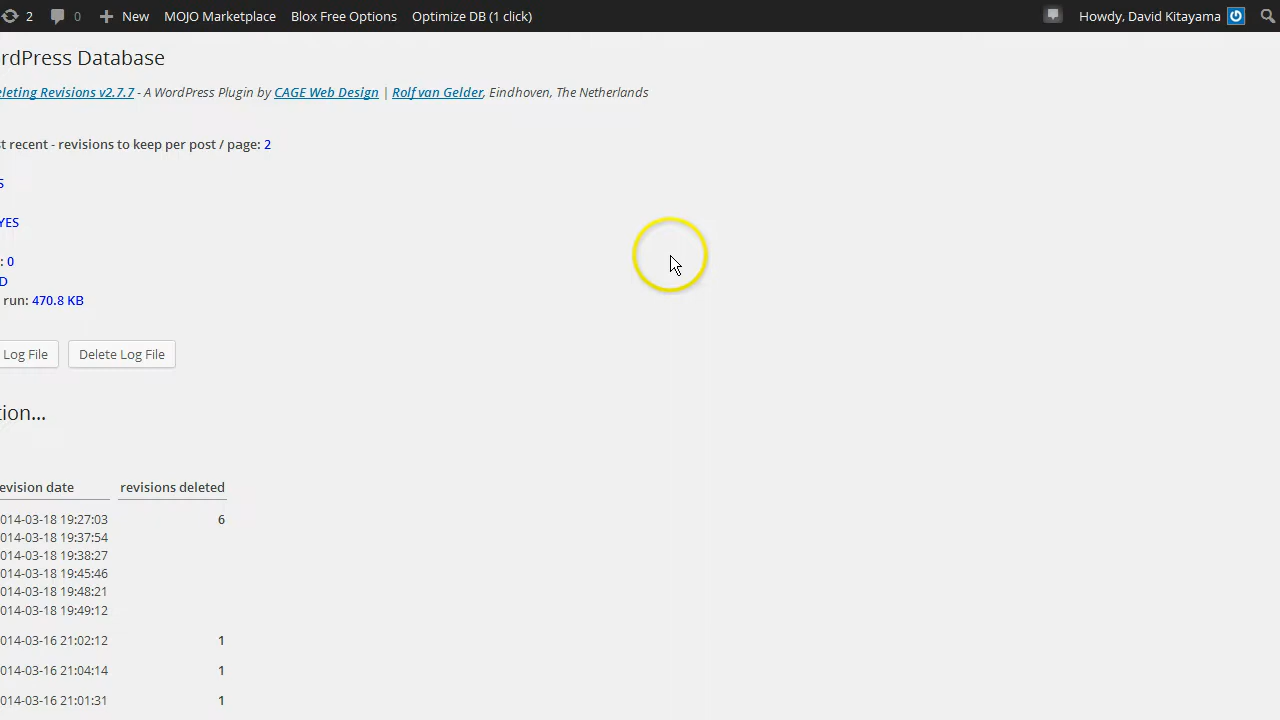 2 0 New MOJO Marketplace Blox Free Options Optimize DB (1 click) Howdy, David Kitayama
rdPress Database
eleting Revisions v2.7.7 - A WordPress Plugin by CAGE Web Design | Rolf van Gelder, Eindhoven, The Netherlands
st recent - revisions to keep per post / page: 2
S
YES
: 0
D
run: 470.8 KB
Log File Delete Log File
tion...
evision date revisions deleted
014-03-18 19:27:03 6
014-03-18 19:37:54
014-03-18 19:38:27
014-03-18 19:45:46
014-03-18 19:48:21
014-03-18 19:49:12
014-03-16 21:02:12 1
014-03-16 21:04:14 1
014-03-16 21:01:31 1